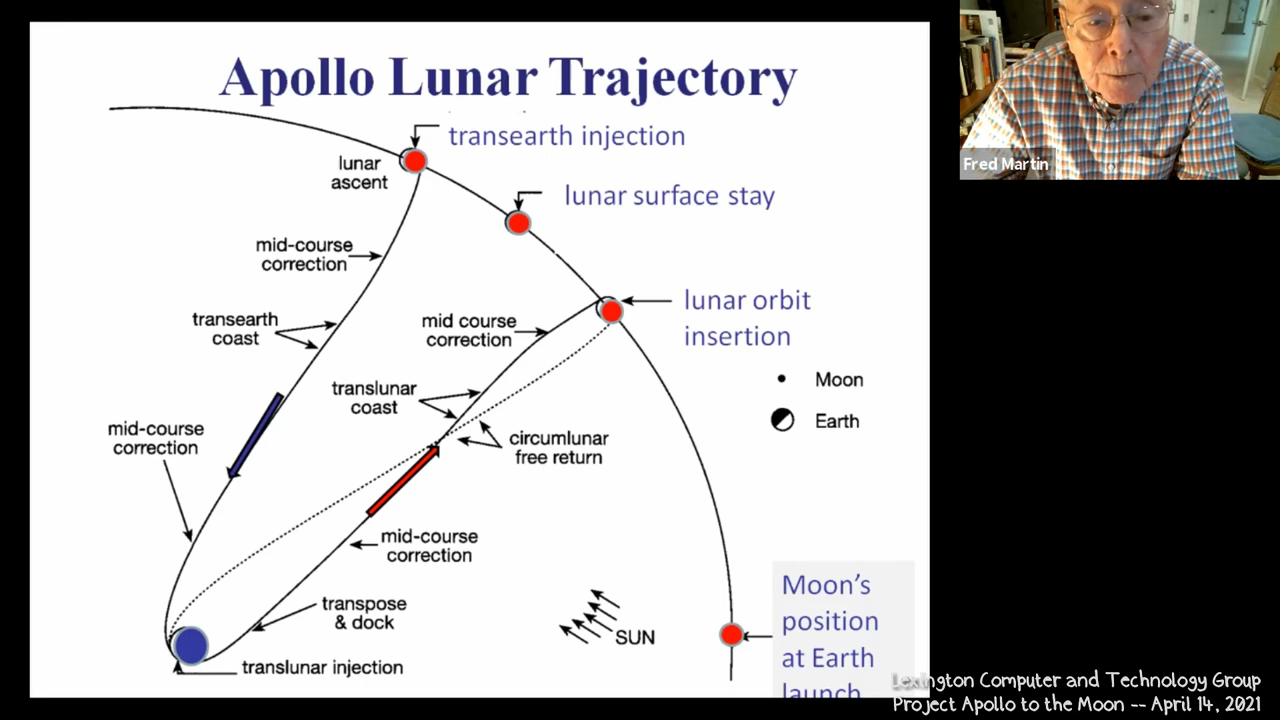 Apollo Lunar Trajectory
transearth injection
lunar
ascent
lunar surface stay
mid-course
correction
lunar orbit
insertion
transearth
coast
mid course
correction
Moon
Earth
translunar
coast
mid-course
correction
circumlunar
free return
mid-course
correction
transpose
& dock
SUN
translunar injection
Moon's
position
at Earth
launch
Fred Martin
Lexington Computer and Technology Group
Project Apollo to the Moon -- April 14, 2021